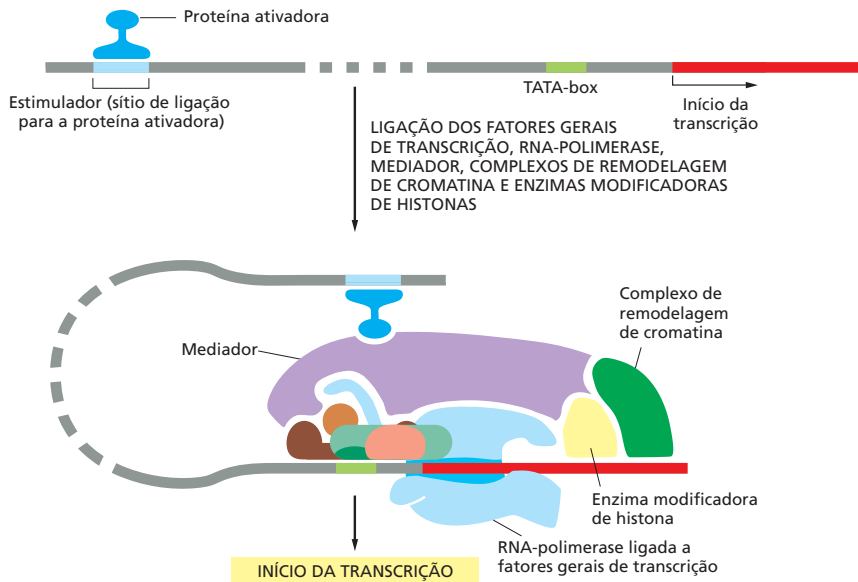 Proteína ativadora
Estimulador (sítio de ligação
para a proteína ativadora)
TATA-box
Início da
transcrição
LIGAÇÃO DOS FATORES GERAIS
DE TRANSCRIÇÃO, RNA-POLIMERASE,
MEDIADOR, COMPLEXOS DE REMODELAGEM
DE CROMATINA E ENZIMAS MODIFICADORAS
DE HISTONAS
Complexo de
remodelagem
de cromatina
Mediador
Enzima modificadora
de histona
RNA-polimerase ligada a
fatores gerais de transcrição
INÍCIO DA TRANSCRIÇÃO